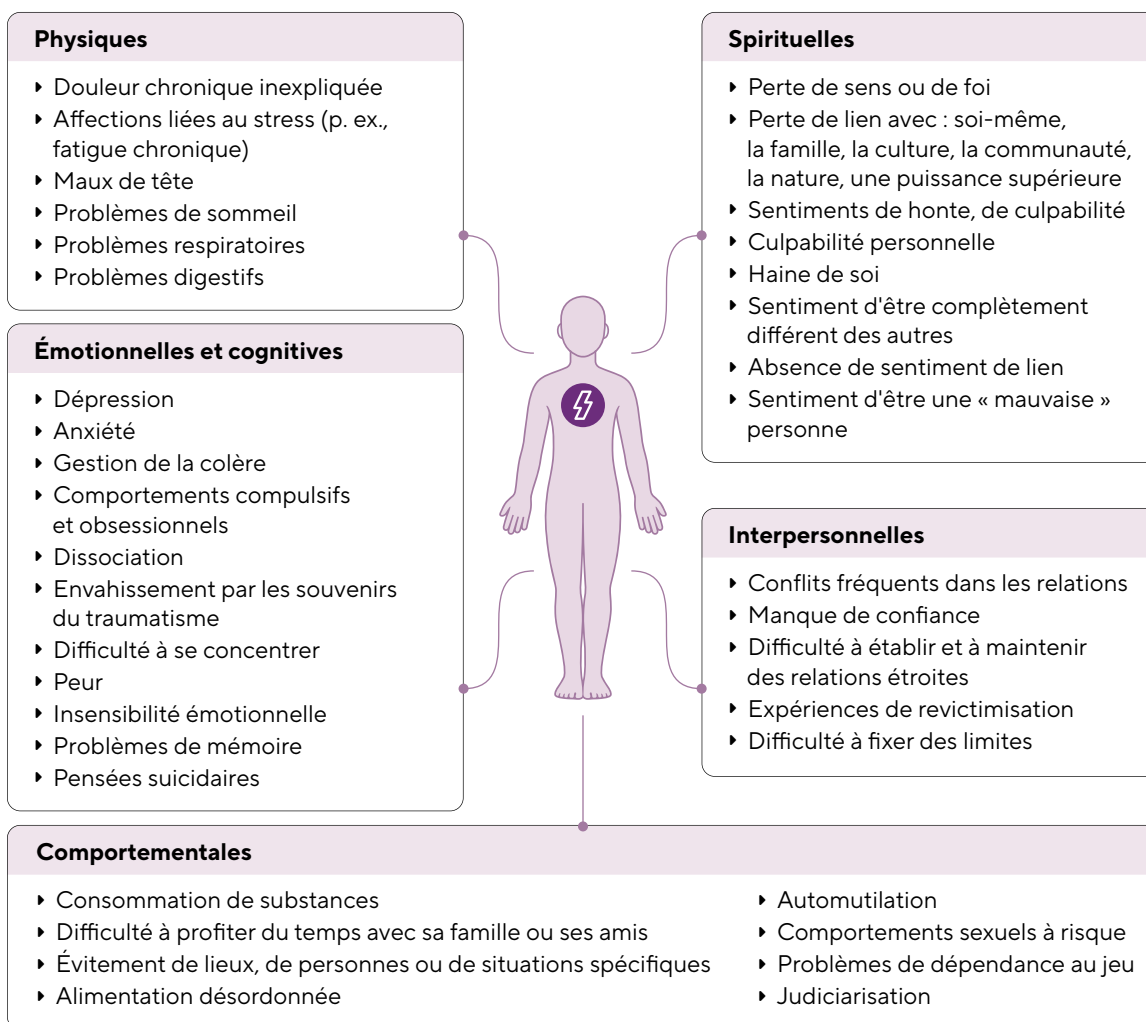 Physiques
‣ Douleur chronique inexpliquée
‣ Affections liées au stress (p. ex.,
fatigue chronique)
‣ Maux de tête
‣ Problèmes de sommeil
‣ Problèmes respiratoires
‣ Problèmes digestifs
Émotionnelles et cognitives
‣ Dépression
‣ Anxiété
‣ Gestion de la colère
‣ Comportements compulsifs
et obsessionnels
‣ Dissociation
‣ Envahissement par les souvenirs
du traumatisme
‣ Difficulté à se concentrer
‣ Peur
‣ Insensibilité émotionnelle
‣ Problèmes de mémoire
‣ Pensées suicidaires
Spirituelles
‣ Perte de sens ou de foi
‣ Perte de lien avec : soi-même,
la famille, la culture, la communauté,
la nature, une puissance supérieure
‣ Sentiments de honte, de culpabilité
‣ Culpabilité personnelle
‣ Haine de soi
‣ Sentiment d'être complètement
différent des autres
‣ Absence de sentiment de lien
‣ Sentiment d'être une « mauvaise »
personne
Interpersonnelles
‣ Conflits fréquents dans les relations
‣ Manque de confiance
‣ Difficulté à établir et à maintenir
des relations étroites
‣ Expériences de revictimisation
‣ Difficulté à fixer des limites
Comportementales
‣ Consommation de substances
‣ Difficulté à profiter du temps avec sa famille ou ses amis
‣ Évitement de lieux, de personnes ou de situations spécifiques
‣ Alimentation désordonnée
‣ Automutilation
‣ Comportements sexuels à risque
‣ Problèmes de dépendance au jeu
‣ Judiciarisation